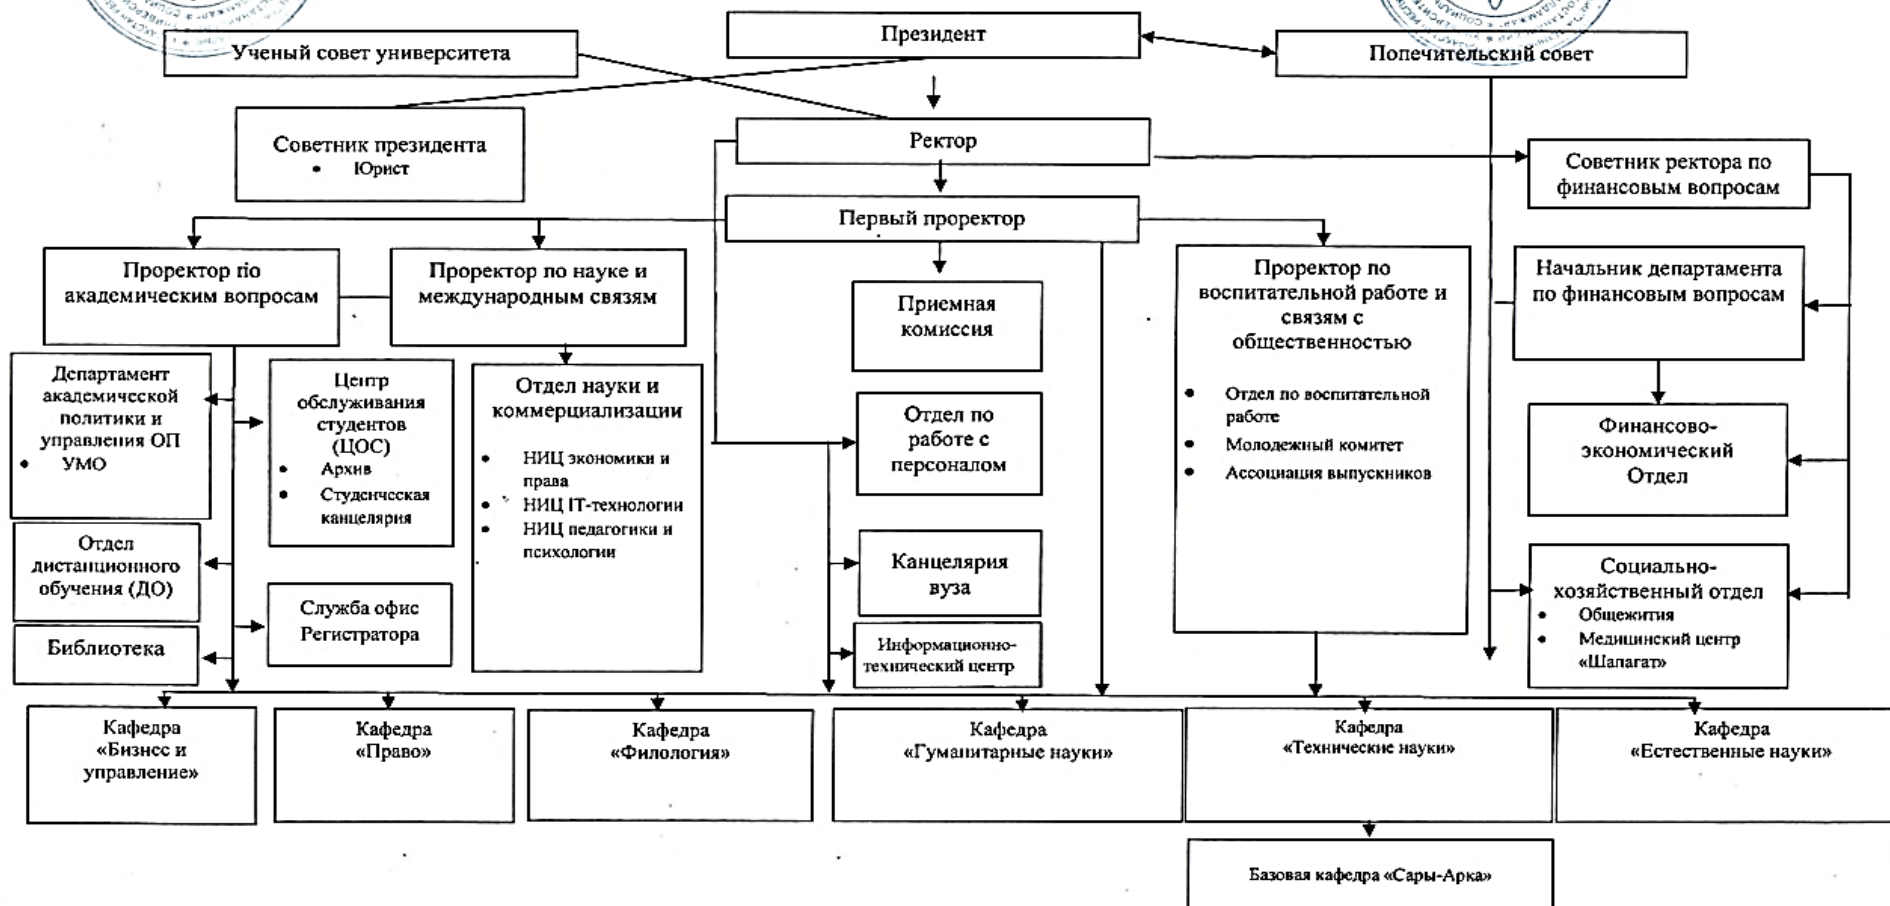 Президент
Ученый совет университета
Попечительский совет
Советник президента
• Юрист
Ректор
Советник ректора по
финансовым вопросам
Первый проректор
Проректор по
академическим вопросам
Проректор по науке и
международным связям
Приемная
комиссия
Проректор по
воспитательной работе и
связям с
общественностью
• Отдел по воспитательной
работе
• Молодежный комитет
• Ассоциация выпускников
Начальник департамента
по финансовым вопросам
Департамент
академической
политики и
управления ОП
• УМО
Центр
обслуживания
студентов
(ЦОС)
• Архив
• Студенческая
канцелярия
Отдел науки и
коммерциализации
• НИЦ экономики и
права
• НИЦ IT-технологии
• НИЦ педагогики и
психологии
Отдел по
работе с
персоналом
Финансово-
экономический
Отдел
Отдел
дистанционного
обучения (ДО)
Служба офис
Регистратора
Канцелярия
вуза
Социально-
хозяйственный отдел
• Общежития
• Медицинский центр
«Шапагат»
Библиотека
Информационно-
технический центр
Кафедра
«Бизнес и
управление»
Кафедра
«Право»
Кафедра
«Филология»
Кафедра
«Гуманитарные науки»
Кафедра
«Технические науки»
Кафедра
«Естественные науки»
Базовая кафедра «Сары-Арка»